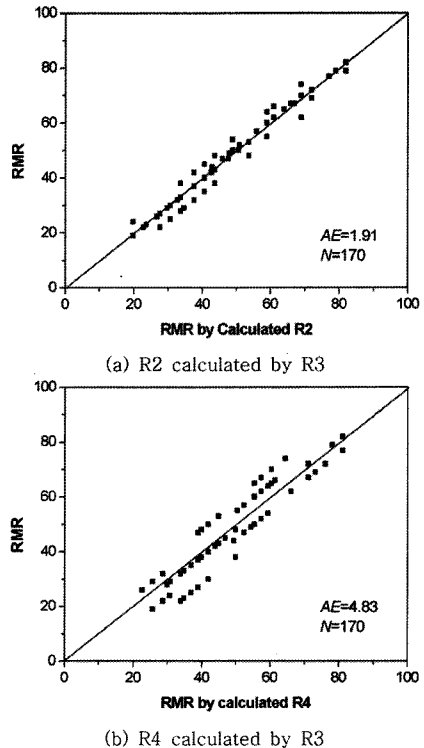 100
80
60
40
20
0
RMR
AE=1.91
N=170
0 20 40 60 80 100
RMR by Calculated R2
(a) R2 calculated by R3
100
80
60
40
20
0
RMR
AE=4.83
N=170
0 20 40 60 80 100
RMR by calculated R4
(b) R4 calculated by R3